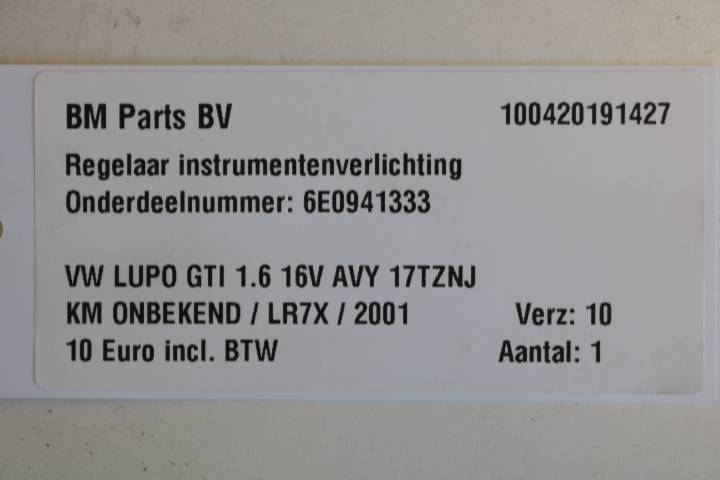 BM Parts BV 100420191427
Regelaar instrumentenverlichting
Onderdeelnummer: 6E0941333
VW LUPO GTI 1.6 16V AVY 17TZNJ
KM ONBEKEND / LR7X / 2001 Verz: 10
10 Euro incl. BTW Aantal: 1